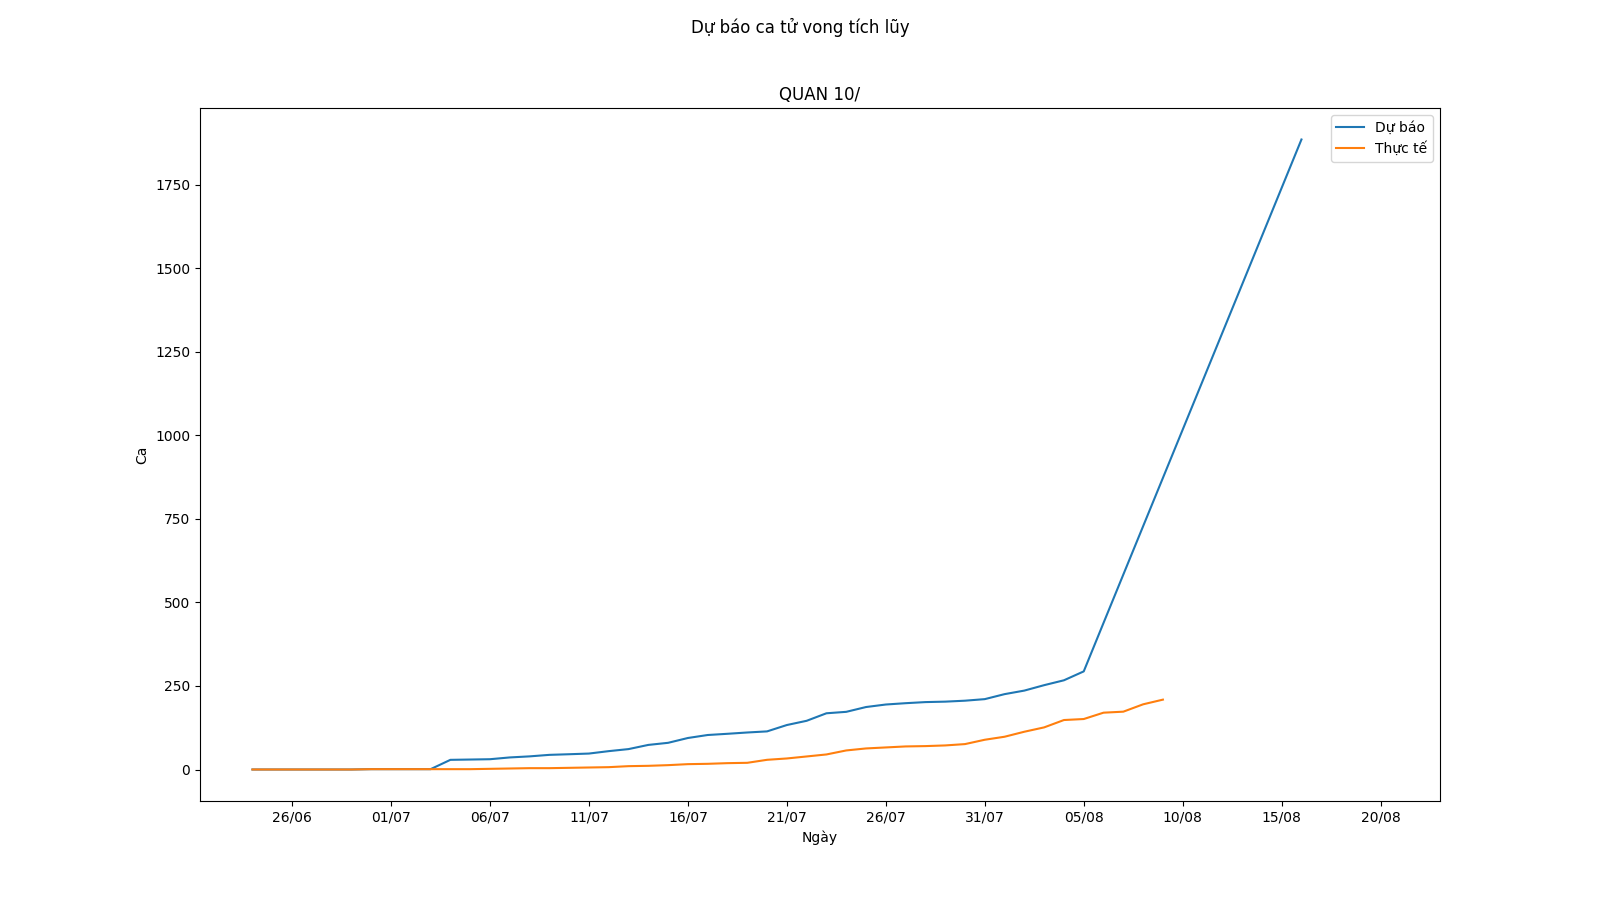 Dự báo ca tử vong tích lũy
QUAN 10/
Dự báo
Thực tế
1750
1500
1250
1000
750
500
250
0
Ca
26/06 01/07 06/07 11/07 16/07 21/07 26/07 31/07 05/08 10/08 15/08 20/08
Ngày